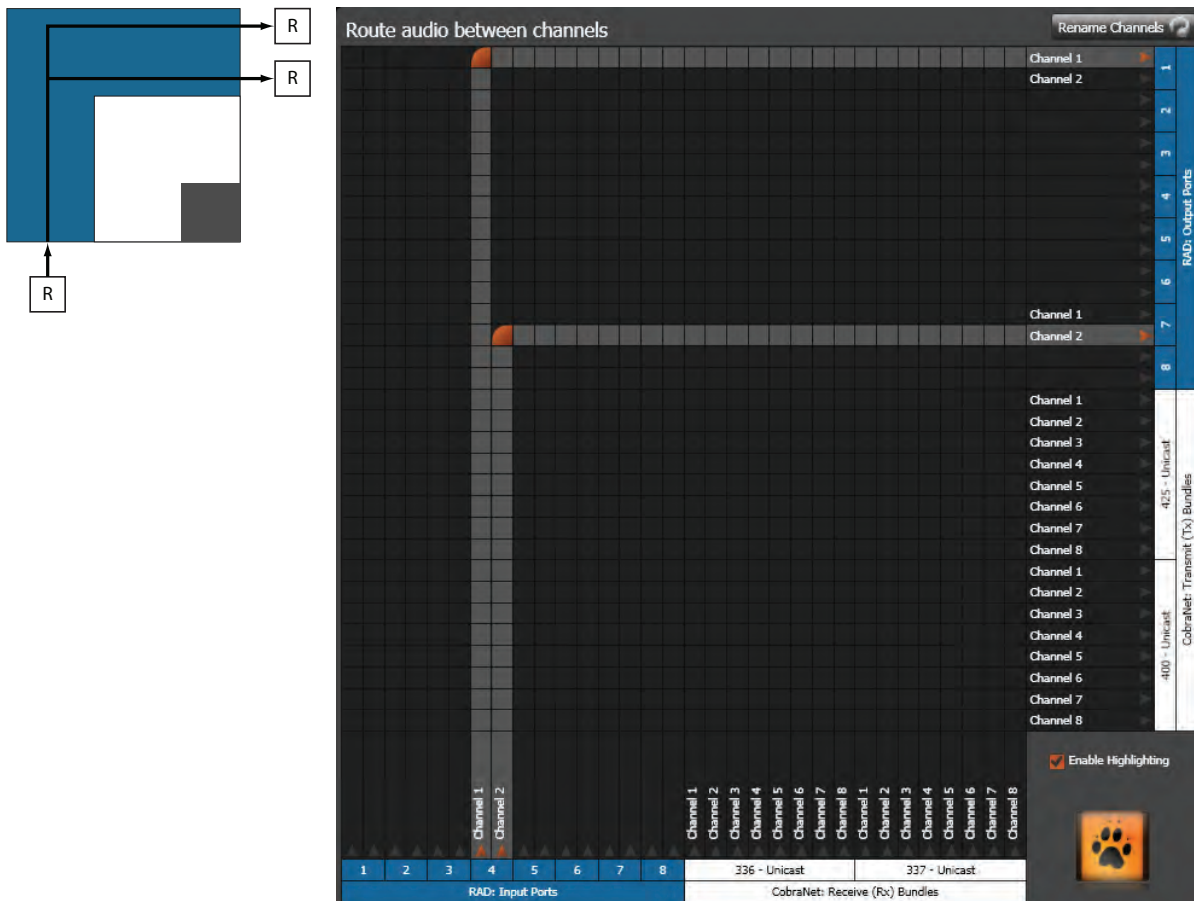 R
R
R
Route audio between channels
Rename Channels
Channel 1
Channel 2
Channel 1
Channel 2
Channel 1
Channel 2
Channel 3
Channel 4
Channel 5
Channel 6
Channel 7
Channel 8
Channel 1
Channel 2
Channel 3
Channel 4
Channel 5
Channel 6
Channel 7
Channel 8
1
2
3
4
5
6
7
8
RAD: Output Ports
425 - Unicast
400 - Unicast
CobraNet: Transmit (Tx) Bundles
Enable Highlighting
Channel 1
Channel 2
Channel 1
Channel 2
Channel 3
Channel 4
Channel 5
Channel 6
Channel 7
Channel 8
Channel 1
Channel 2
Channel 3
Channel 4
Channel 5
Channel 6
Channel 7
Channel 8
1 2 3 4 5 6 7 8 336 - Unicast 337 - Unicast
RAD: Input Ports CobraNet: Receive (Rx) Bundles